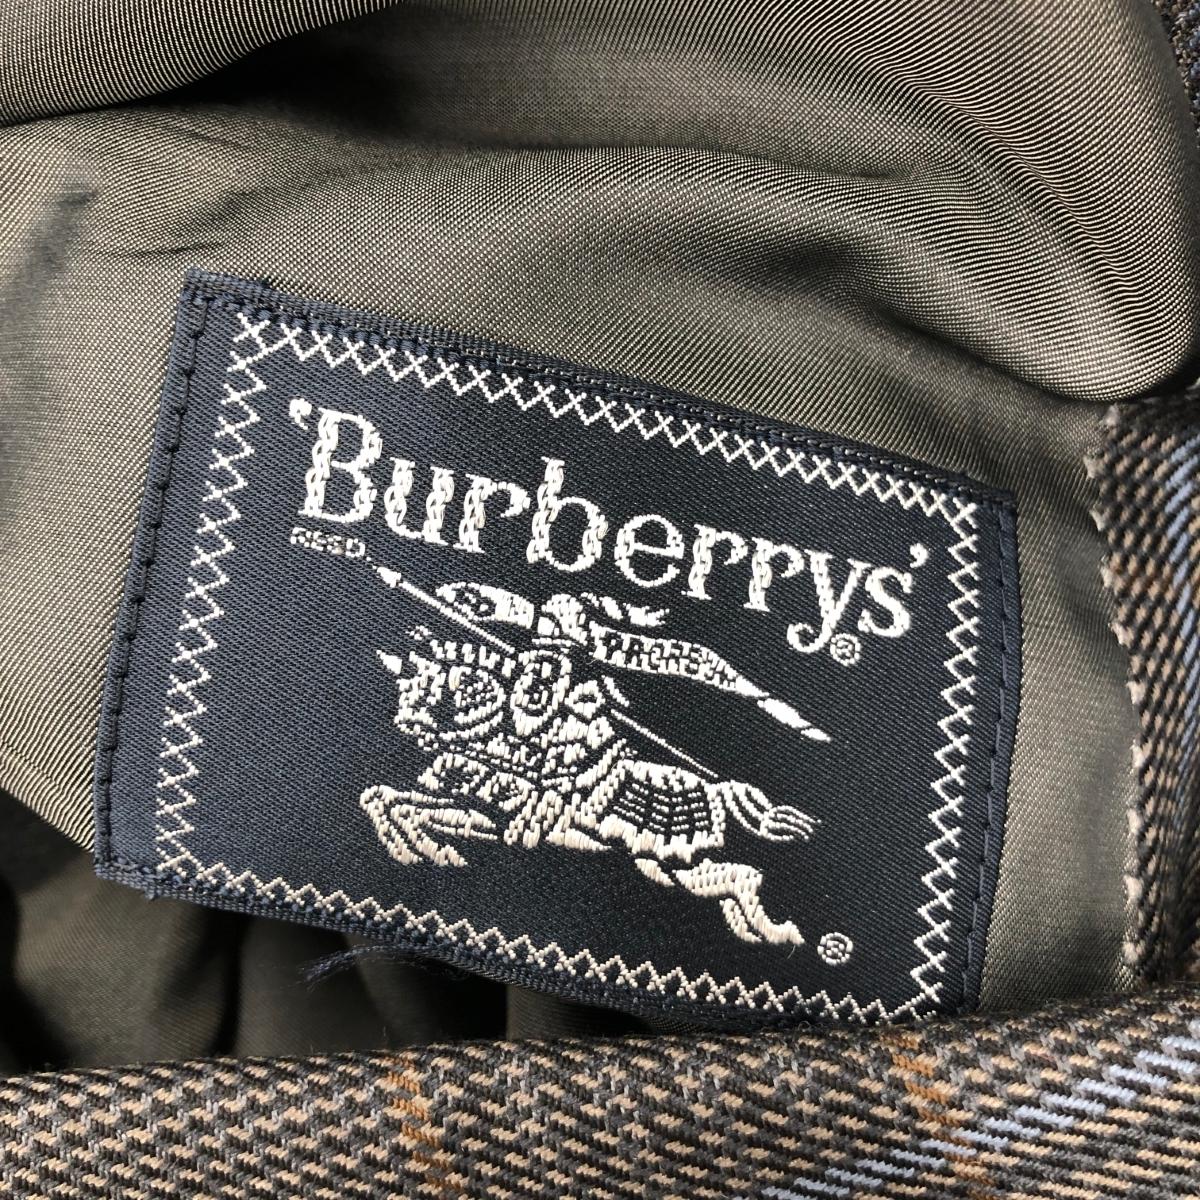 'Burberrys'®
REGD.
PRORSUM
®